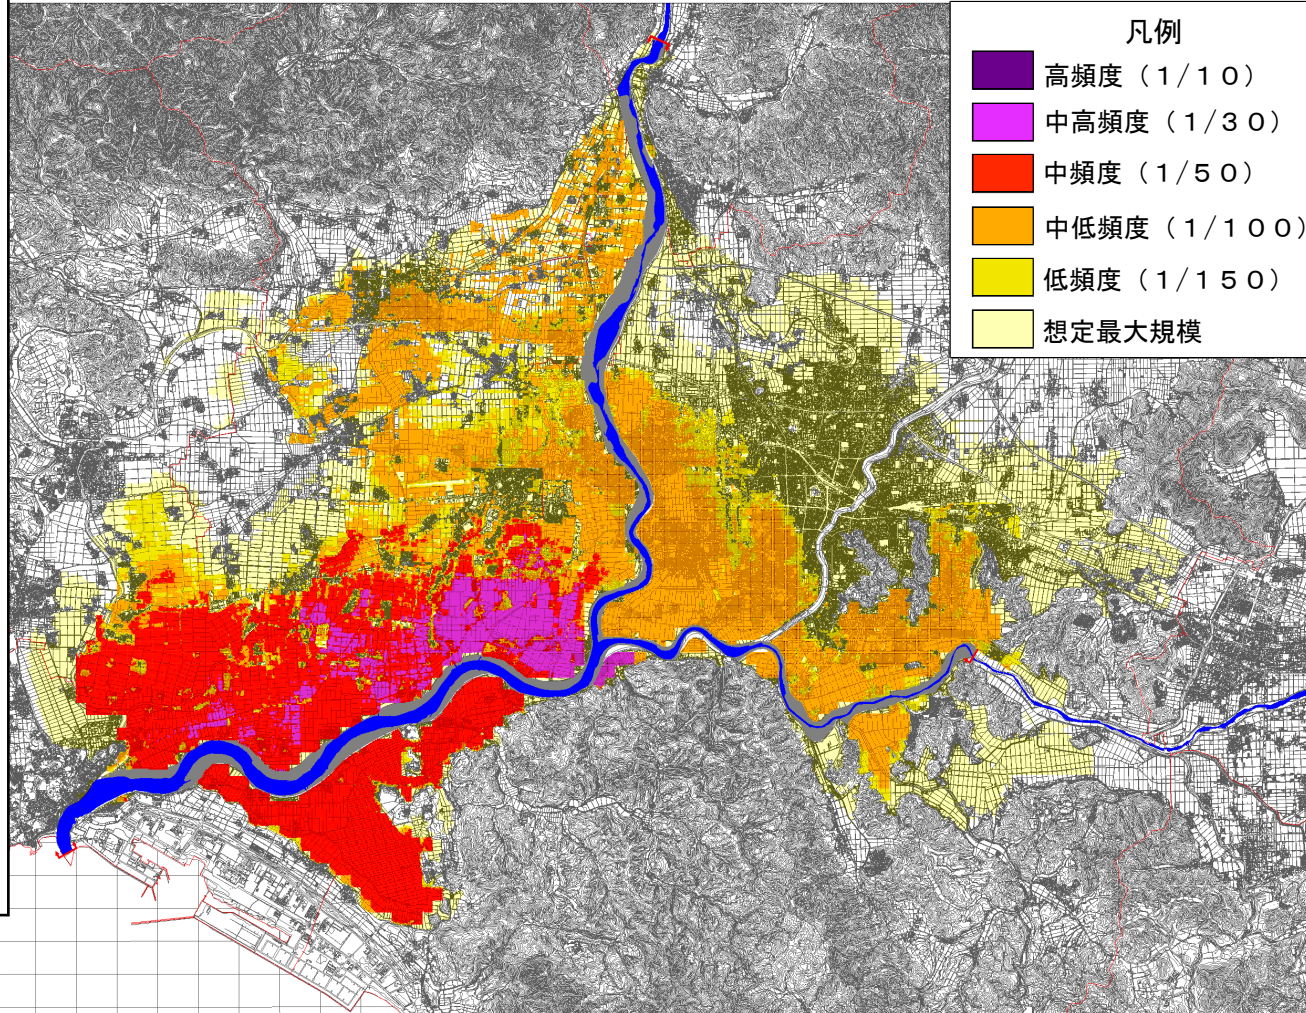 凡例
高頻度（１/１０）
中高頻度（１/３０）
中頻度（１/５０）
中低頻度（１/１００）
低頻度（１/１５０）
想定最大規模